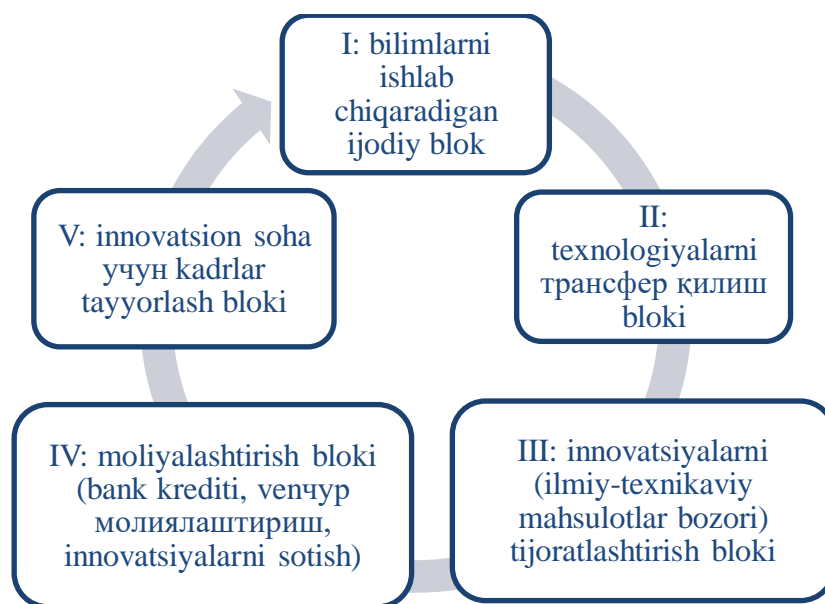 I: bilimlarni
ishlab
chiqaradigan
ijodiy blok
II:
texnologiyalarni
трансфер қилиш
bloki
III: innovatsiyalarni
(ilmiy-texnikaviy
mahsulotlar bozori)
tijoratlashtirish bloki
IV: moliyalashtirish bloki
(bank krediti, venчур
молиялаштириш,
innovatsiyalarni sotish)
V: innovatsion soha
учун kadrlar
tayyorlash bloki